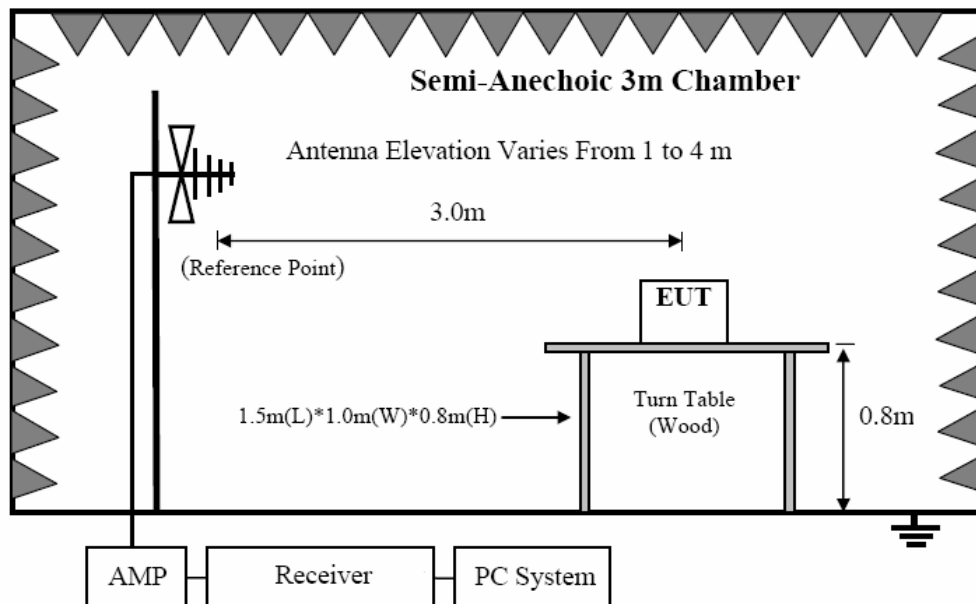 Semi-Anechoic 3m Chamber
Antenna Elevation Varies From 1 to 4 m
3.0m
(Reference Point)
EUT
1.5m(L)*1.0m(W)*0.8m(H)
Turn Table
(Wood)
0.8m
AMP
Receiver
PC System